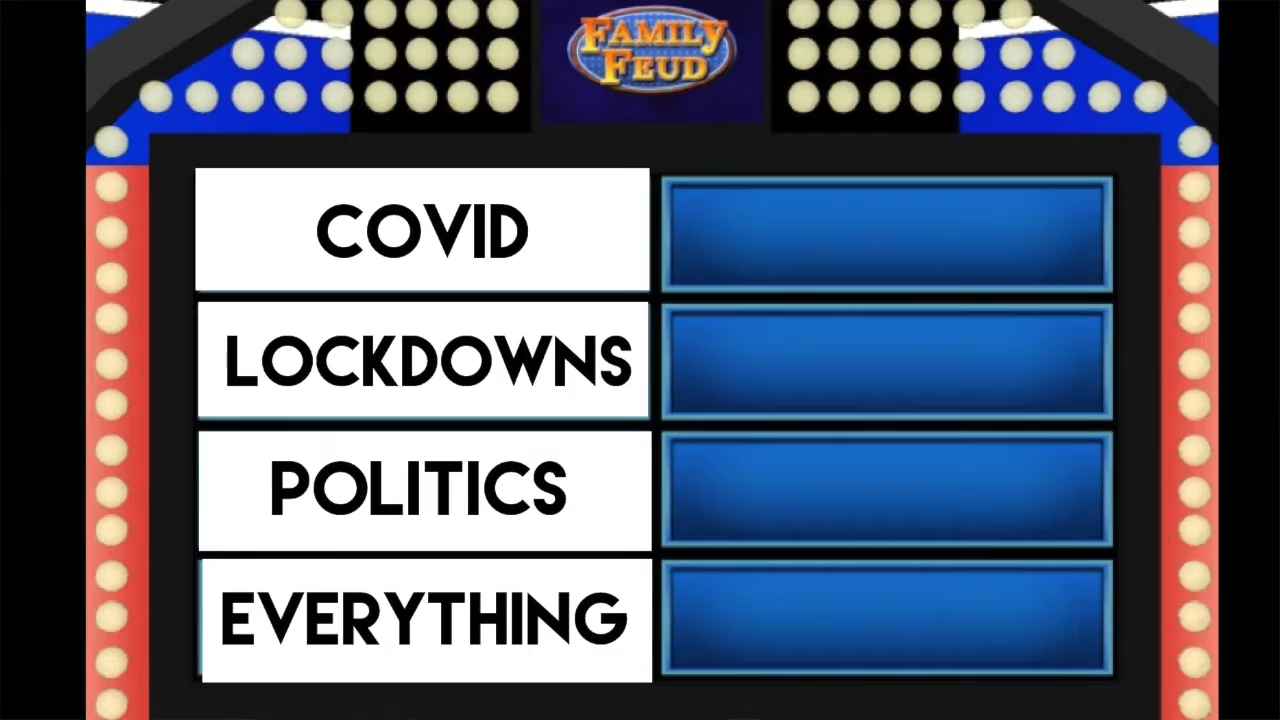 FAMILY
FEUD
COVID
LOCKDOWNS
POLITICS
EVERYTHING